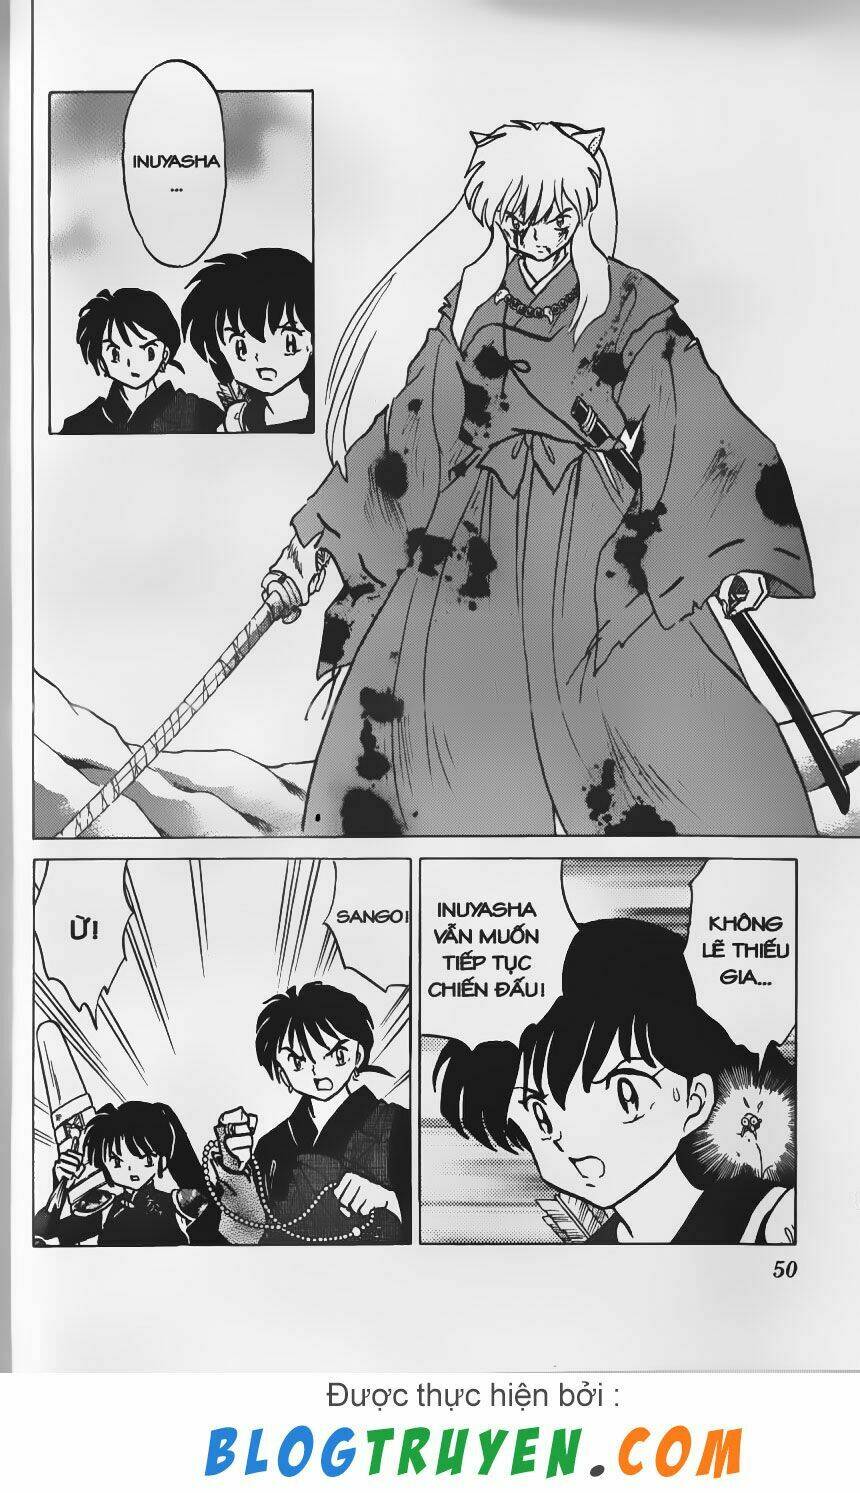 INUYASHA
...
KHÔNG
LẼ THIẾU
GIA...
INUYASHA
VẪN MUỐN
TIẾP TỤC
CHIẾN ĐẤU!
SANGO!
Ừ!
50
Được thực hiện bởi :
BLOGTRUYEN.COM